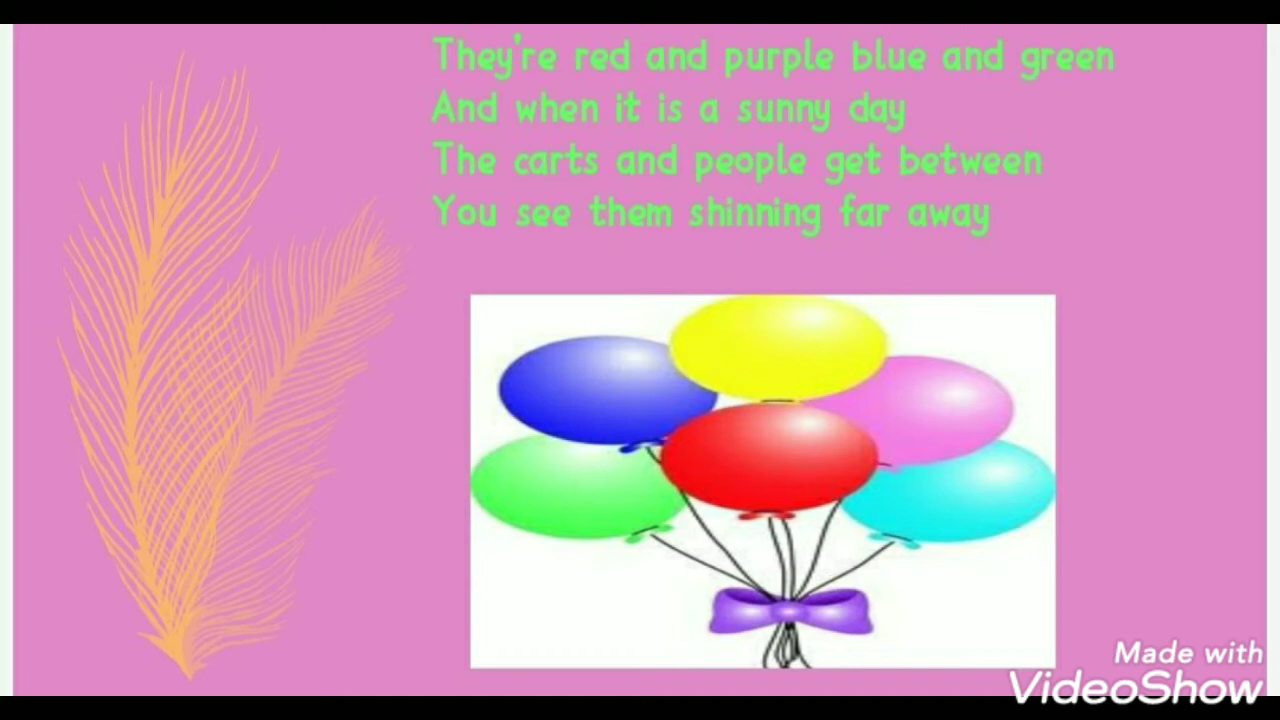 They're red and purple blue and green
And when it is a sunny day
The carts and people get between
You see them shinning far away
Made with
VideoShow